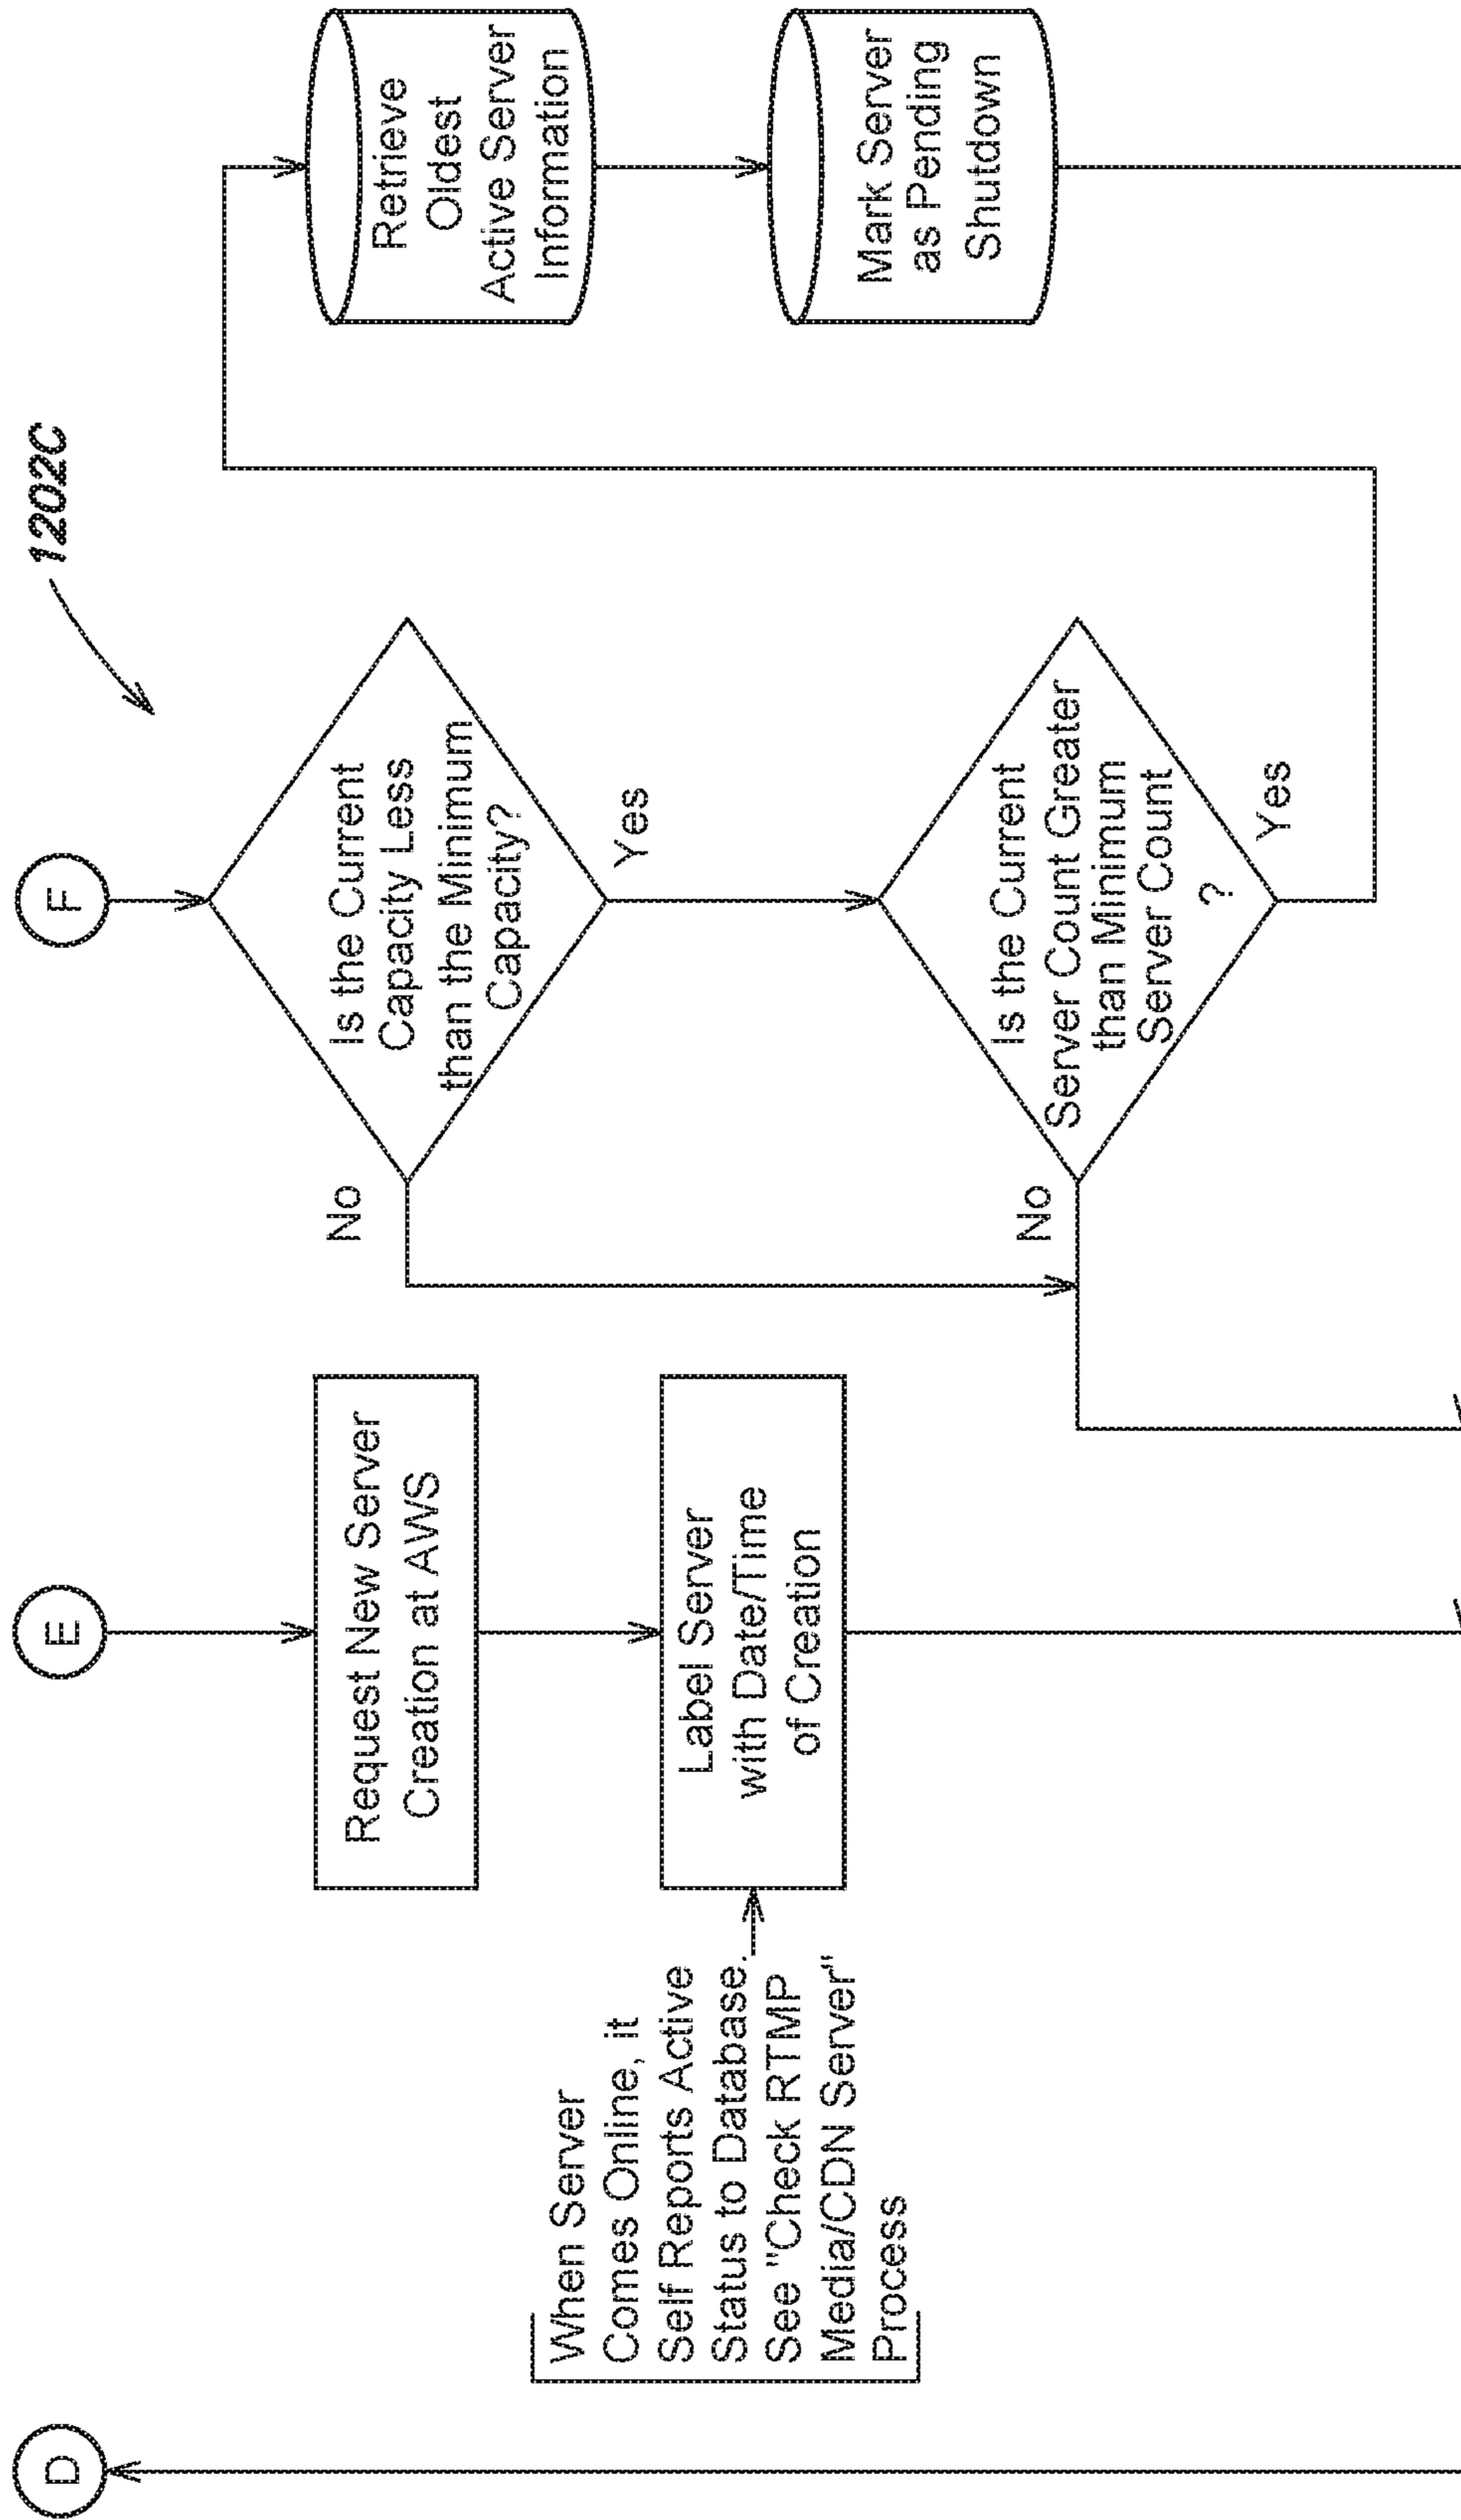 1202C
D
E
F
Request New Server
Creation at AWS
When Server
Comes Online, it
Self Reports Active
Status to Database.
See "Check RTMP
Media/CDN Server"
Process
Label Server
with Date/Time
of Creation
Is the Current
Capacity Less
than the Minimum
Capacity?
No
Yes
Is the Current
Server Count Greater
than Minimum
Server Count
?
No
Yes
Retrieve
Oldest
Active Server
Information
Mark Server
as Pending
Shutdown